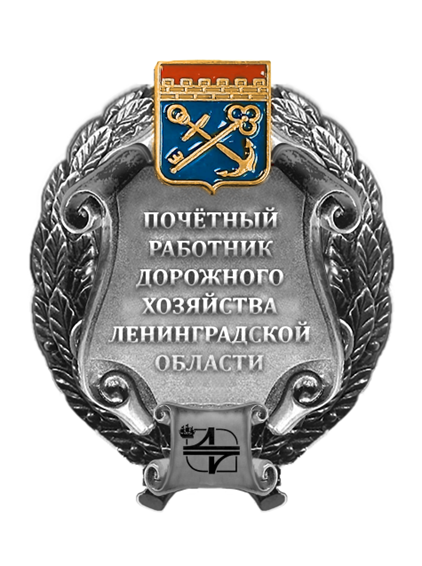 ПОЧЁТНЫЙ
РАБОТНИК
ДОРОЖНОГО
ХОЗЯЙСТВА
ЛЕНИНГРАДСКОЙ
ОБЛАСТИ